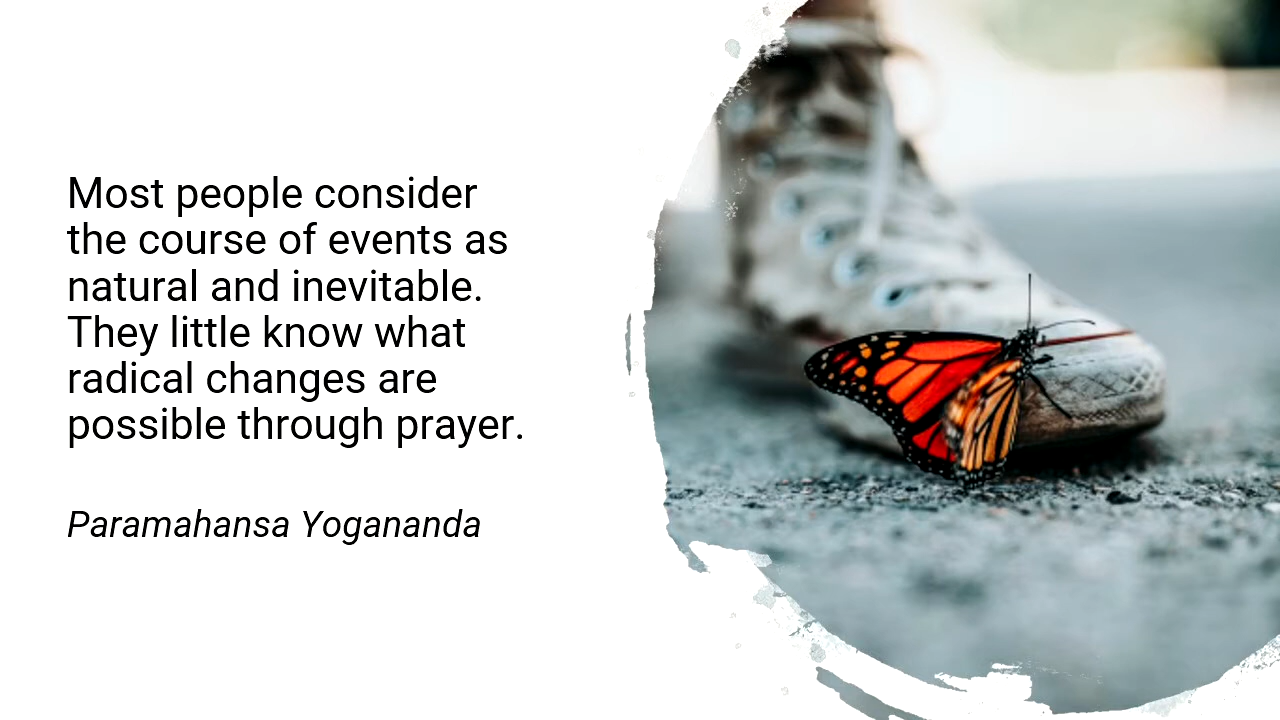 Most people consider
the course of events as
natural and inevitable.
They little know what
radical changes are
possible through prayer.
Paramahansa Yogananda